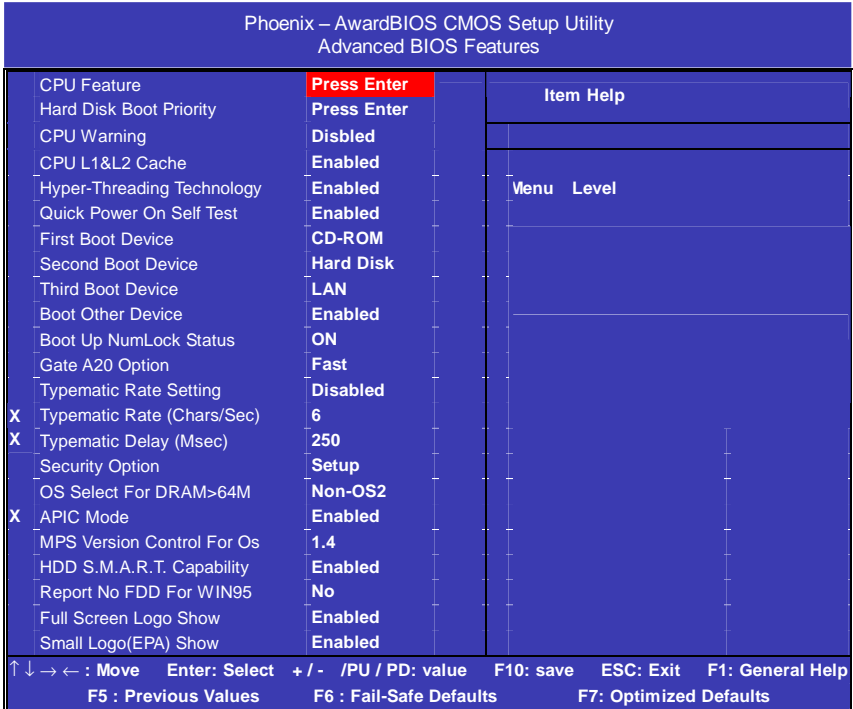 Phoenix – AwardBIOS CMOS Setup Utility
Advanced BIOS Features
CPU Feature Press Enter
Item Help
Hard Disk Boot Priority Press Enter
CPU Warning Disbled
CPU L1&L2 Cache Enabled
Hyper-Threading Technology Enabled Menu Level
Quick Power On Self Test Enabled
First Boot Device CD-ROM
Second Boot Device Hard Disk
Third Boot Device LAN
Boot Other Device Enabled
Boot Up NumLock Status ON
Gate A20 Option Fast
Typematic Rate Setting Disabled
X Typematic Rate (Chars/Sec) 6
X Typematic Delay (Msec) 250
Security Option Setup
OS Select For DRAM>64M Non-OS2
X APIC Mode Enabled
MPS Version Control For Os 1.4
HDD S.M.A.R.T. Capability Enabled
Report No FDD For WIN95 No
Full Screen Logo Show Enabled
Small Logo(EPA) Show Enabled
↑↓→← : Move Enter: Select + / - /PU / PD: value F10: save ESC: Exit F1: General Help
F5 : Previous Values F6 : Fail-Safe Defaults F7: Optimized Defaults